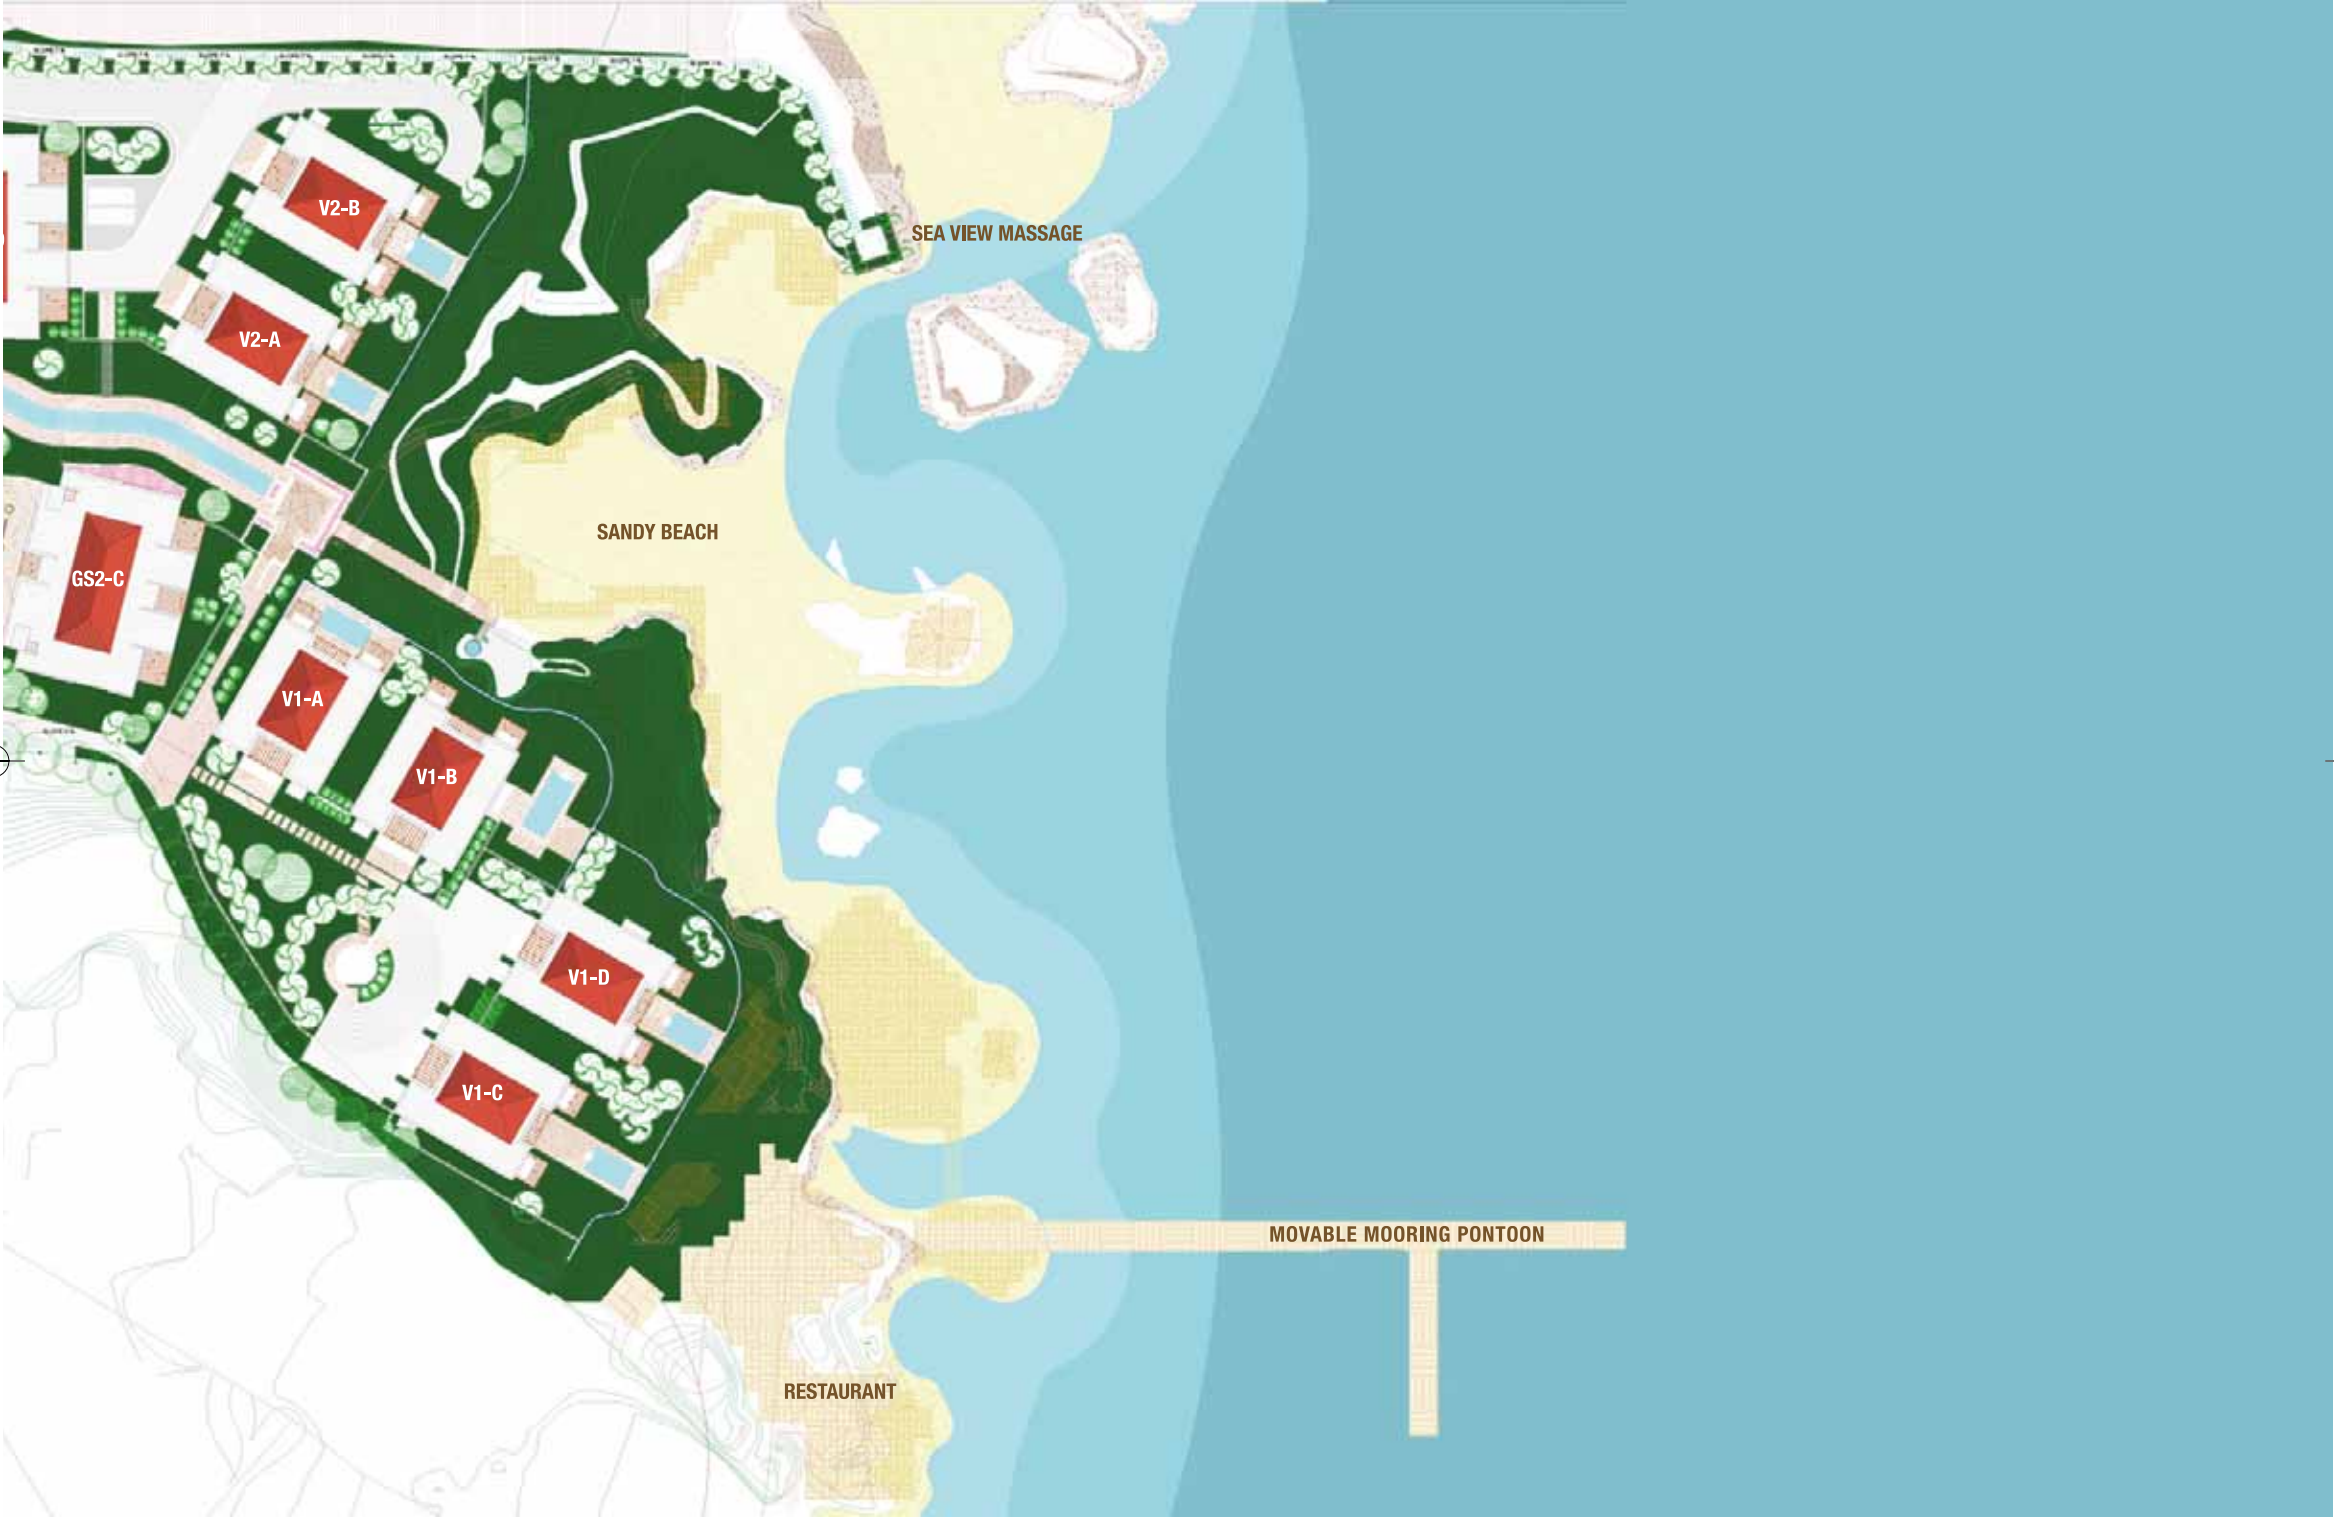 V2-B
SEA VIEW MASSAGE
V2-A
SANDY BEACH
GS2-C
V1-A
V1-B
V1-D
V1-C
MOVABLE MOORING PONTOON
RESTAURANT